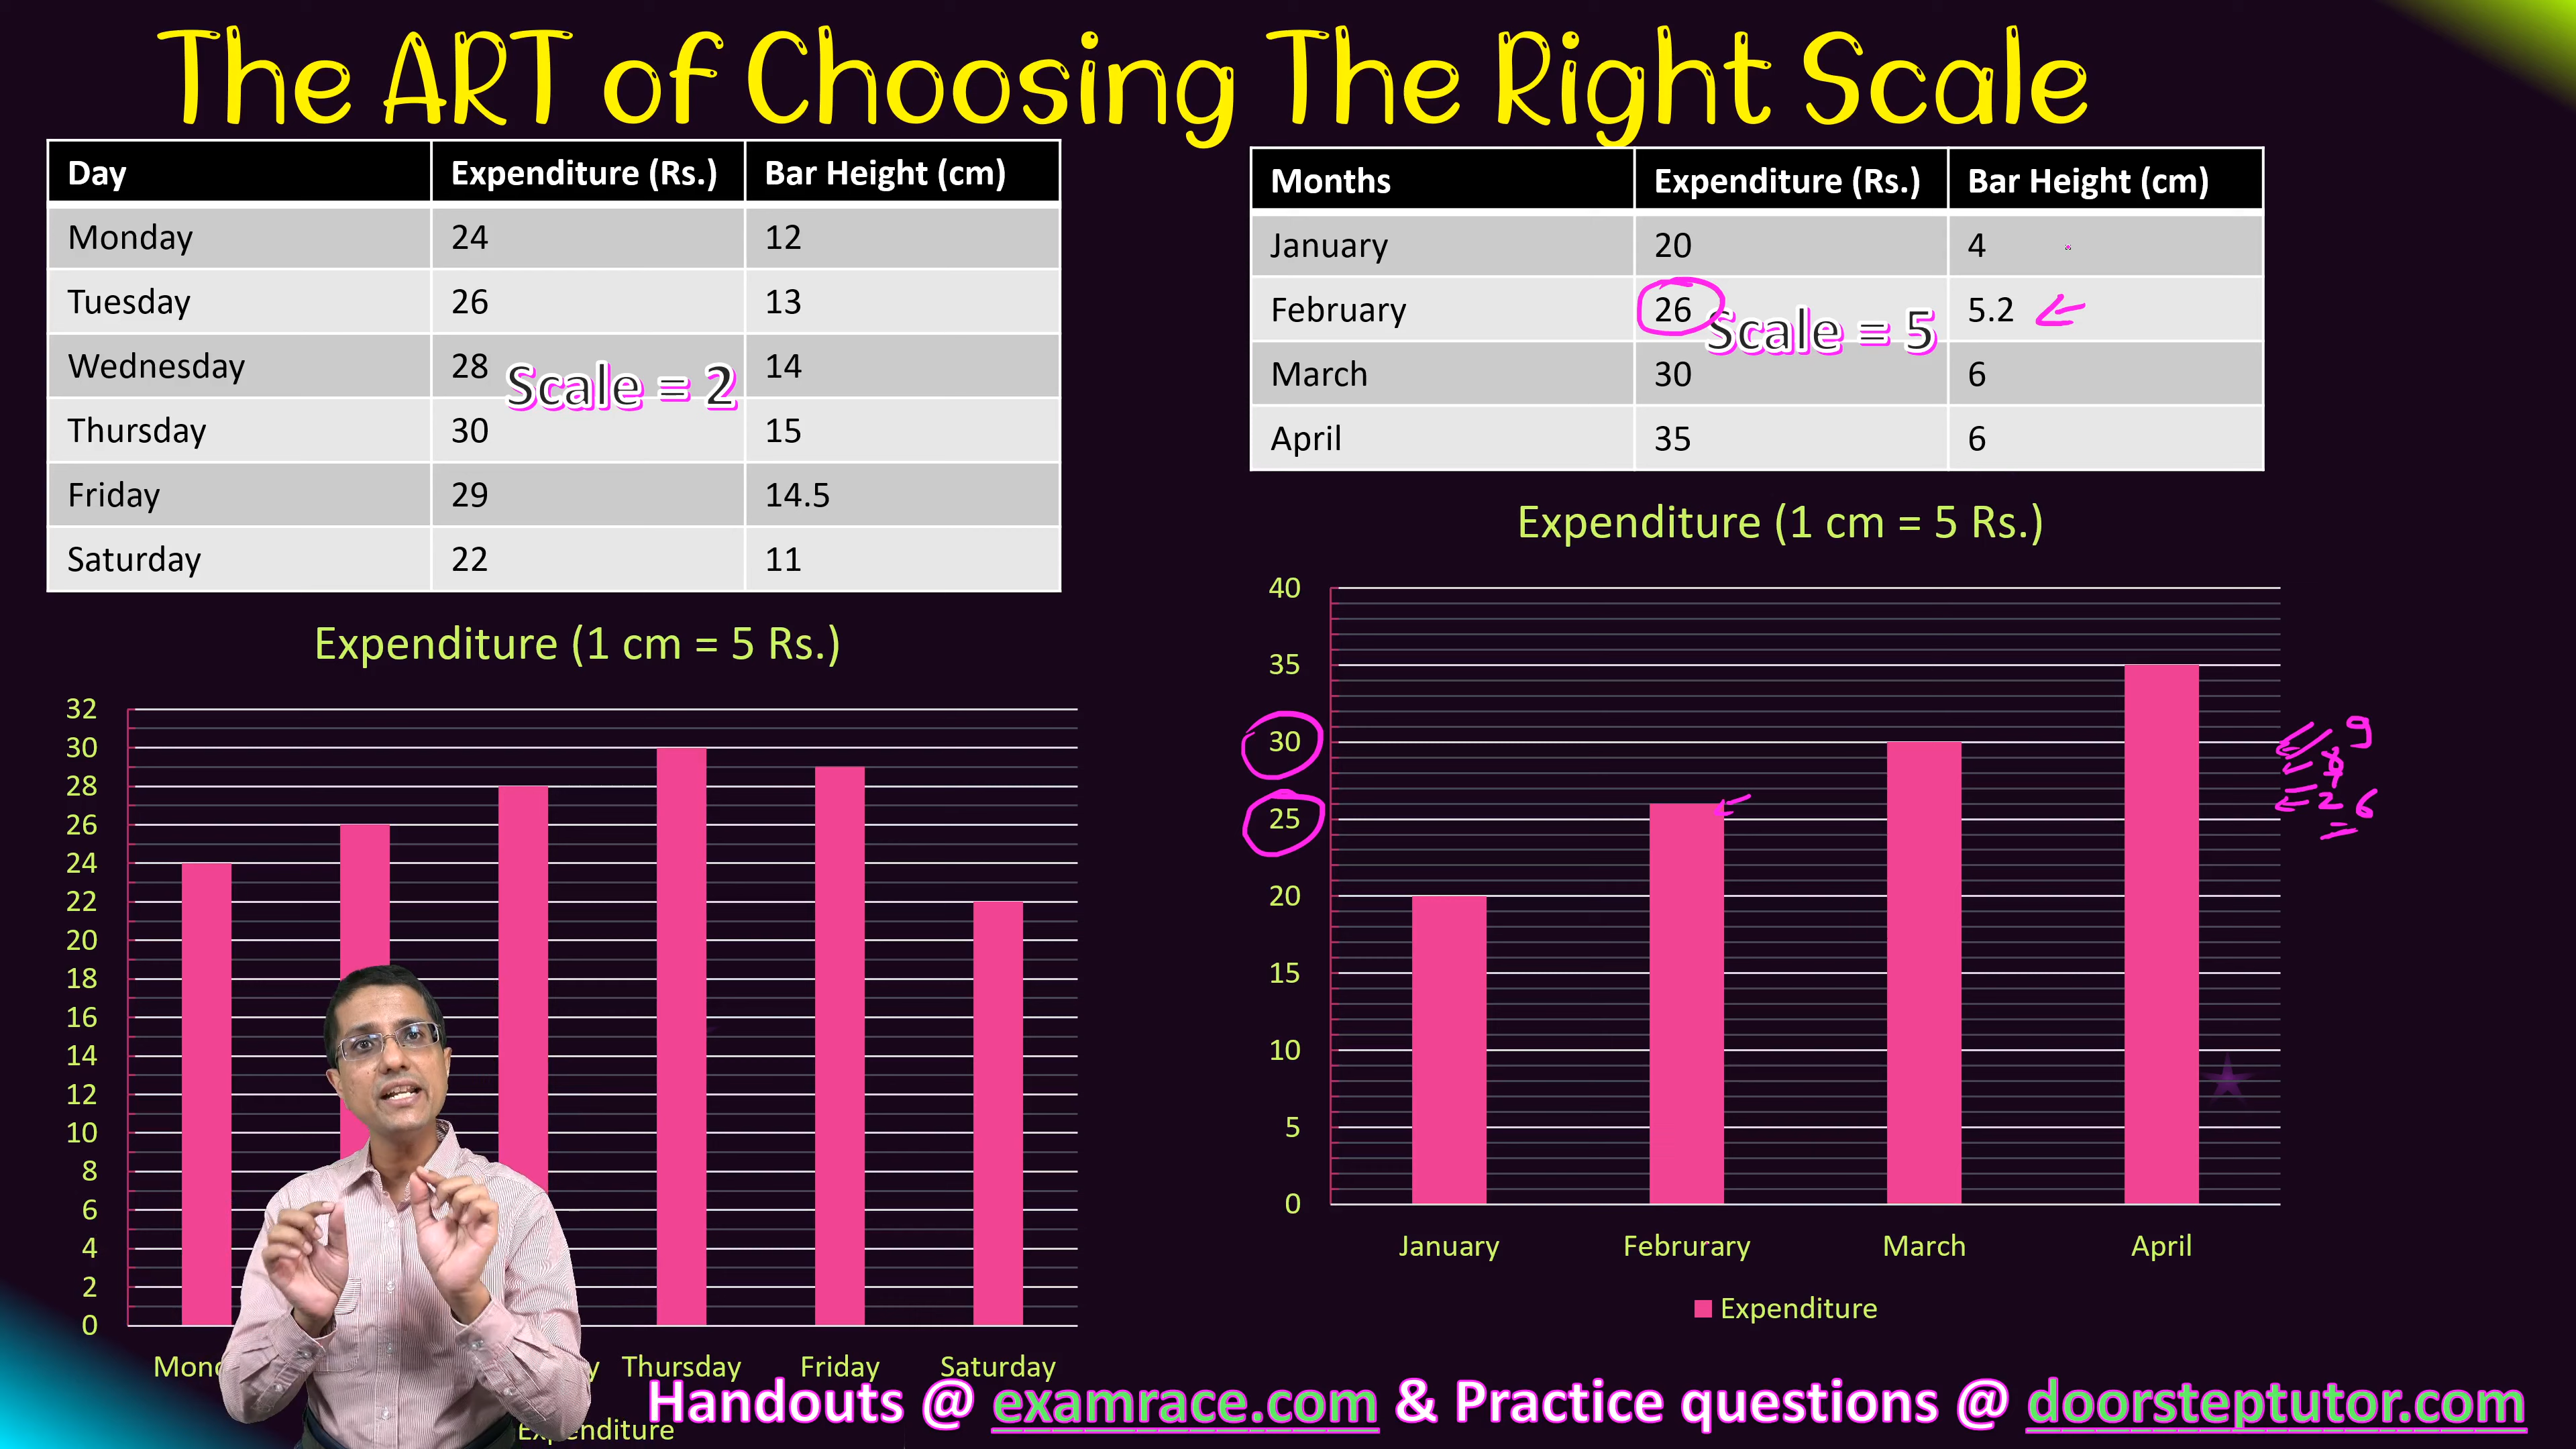 The ART of Choosing The Right Scale
Day Expenditure (Rs.) Bar Height (cm)
Monday 24 12
Tuesday 26 13
Wednesday 28 14
Thursday 30 15
Friday 29 14.5
Saturday 22 11
Scale = 2
Expenditure (1 cm = 5 Rs.)
32
30
28
26
24
22
20
18
16
14
12
10
8
6
4
2
0
Thursday Friday Saturday
Months Expenditure (Rs.) Bar Height (cm)
January 20 4
February 26 5.2
March 30 6
April 35 6
Scale = 5
Expenditure (1 cm = 5 Rs.)
40
35
30
25
20
15
10
5
0
9
26
January Februrary March April
Expenditure
Handouts @ examrace.com & Practice questions @ doorsteptutor.com
Expenditure